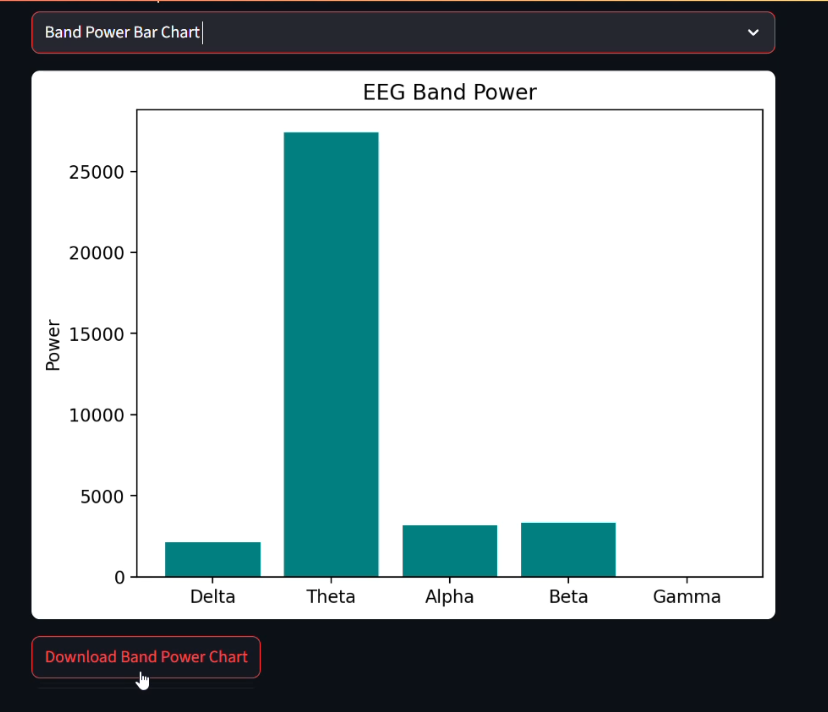 Band Power Bar Chart
EEG Band Power
Power
25000
20000
15000
10000
5000
0
Delta Theta Alpha Beta Gamma
Download Band Power Chart